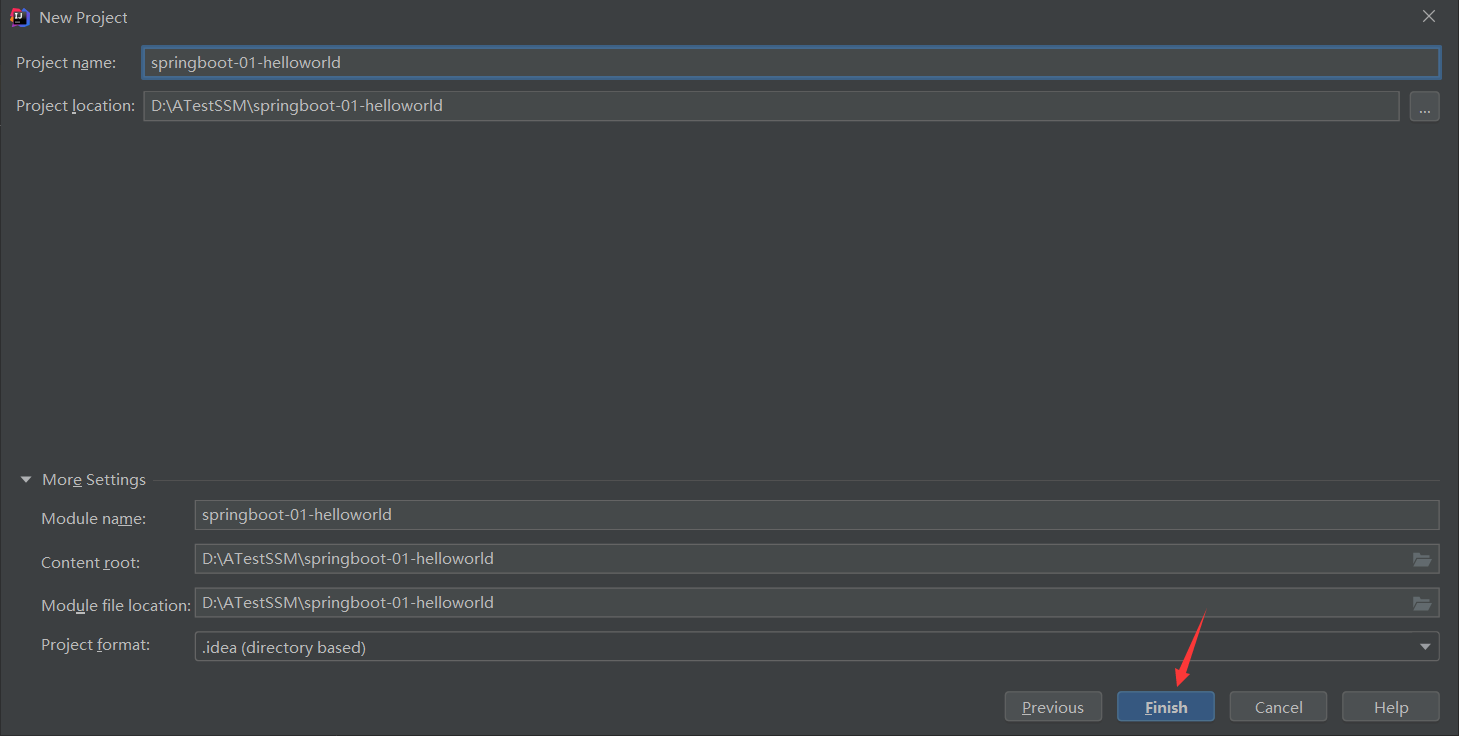 New Project
Project name: springboot-01-helloworld
Project location: D:\ATestSSM\springboot-01-helloworld ...
More Settings
Module name: springboot-01-helloworld
Content root: D:\ATestSSM\springboot-01-helloworld
Module file location: D:\ATestSSM\springboot-01-helloworld
Project format: .idea (directory based)
Previous Finish Cancel Help